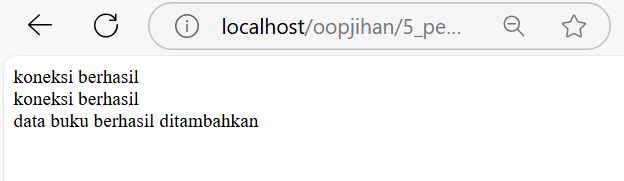 localhost/oopjihan/5_pe...
koneksi berhasil
koneksi berhasil
data buku berhasil ditambahkan